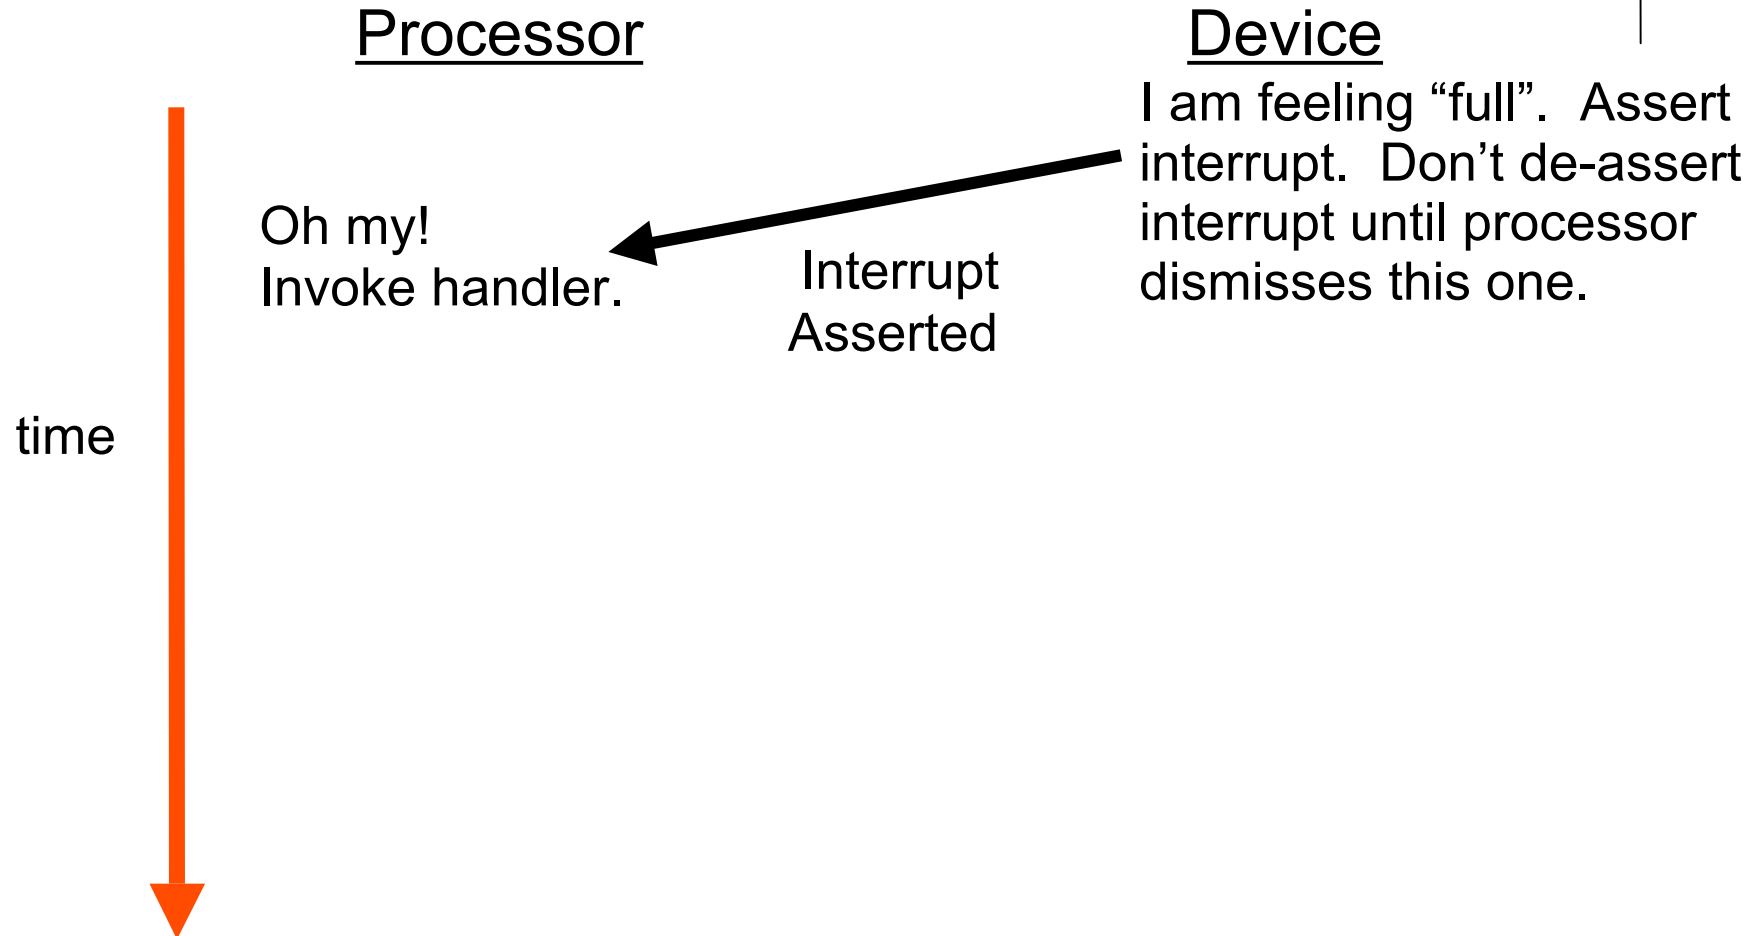 Processor
Device
I am feeling “full”.  Assert
interrupt.  Don’t de-assert
interrupt until processor
dismisses this one.
Oh my!
Invoke handler.
Interrupt
Asserted
time